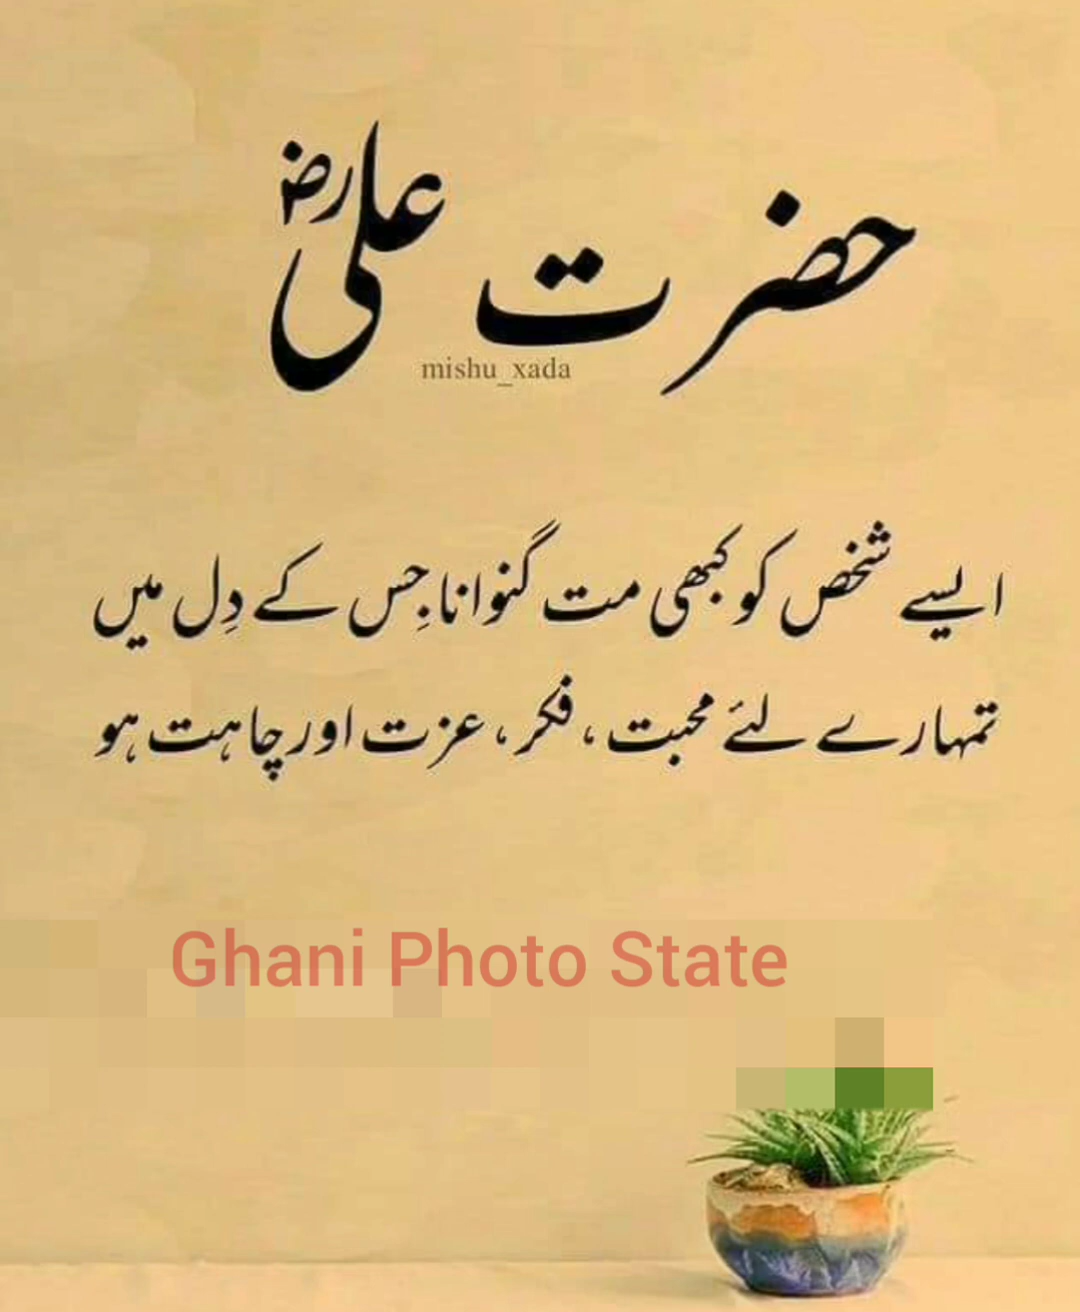 حضرت علیؓ
mishu_xada
ایسے شخص کو کبھی مت گنوانا جِس کے دِل میں
تمہارے لئے محبت، فکر، عزت اور چاہت ہو
Ghani Photo State